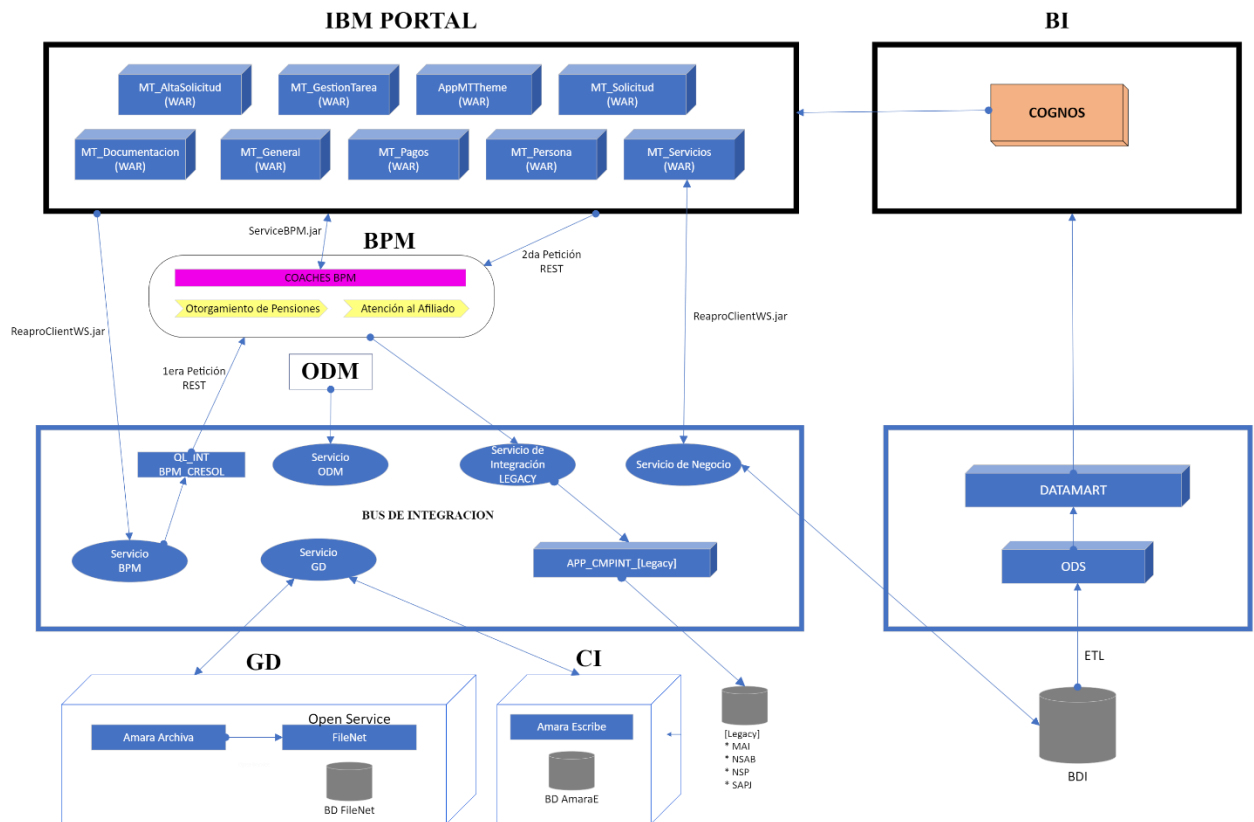 IBM PORTAL
BI
MT_AltaSolicitud
(WAR)
MT_GestionTarea
(WAR)
AppMTTheme
(WAR)
MT_Solicitud
(WAR)
COGNOS
MT_Documentacion
(WAR)
MT_General
(WAR)
MT_Pagos
(WAR)
MT_Persona
(WAR)
MT_Servicios
(WAR)
ServiceBPM.jar
BPM
2da Petición
REST
COACHES BPM
Otorgamiento de Pensiones
Atención al Afiliado
ReaproClientWS.jar
ReaproClientWS.jar
1era Petición
REST
ODM
QL_INT
BPM_CRESOL
Servicio
ODM
Servicio de
Integración
LEGACY
Servicio de Negocio
DATAMART
BUS DE INTEGRACION
Servicio
BPM
Servicio
GD
APP_CMPINT_[Legacy]
ODS
GD
CI
ETL
Open Service
Amara Archiva
FileNet
Amara Escribe
BD FileNet
BD AmaraE
[Legacy]
* MAI
* NSAB
* NSP
* SAPJ
BDI